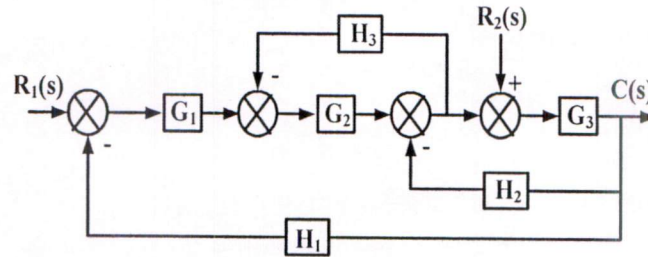 H₃
R₂(s)
R₁(s)
-
+
C(s)
G₁
G₂
G₃
-
-
H₂
H₁